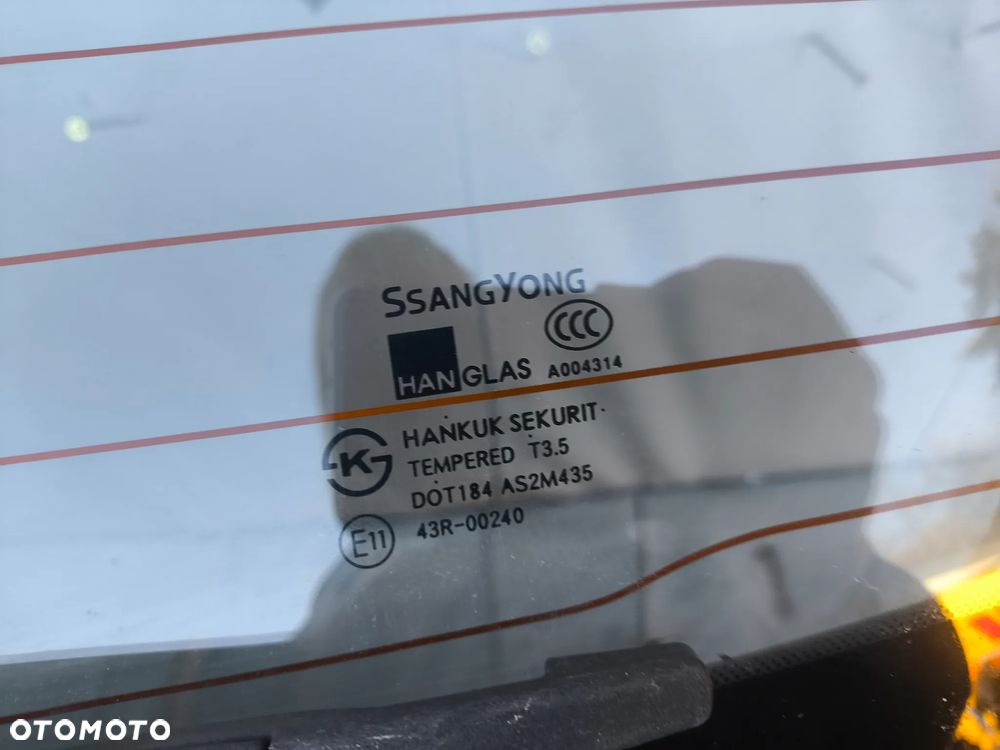 SSANGYONG
CCC
HANGLAS A004314
HANKUK SEKURIT
K
TEMPERED T3.5
DOT184 AS2M435
E11 43R-00240
OTOMOTO